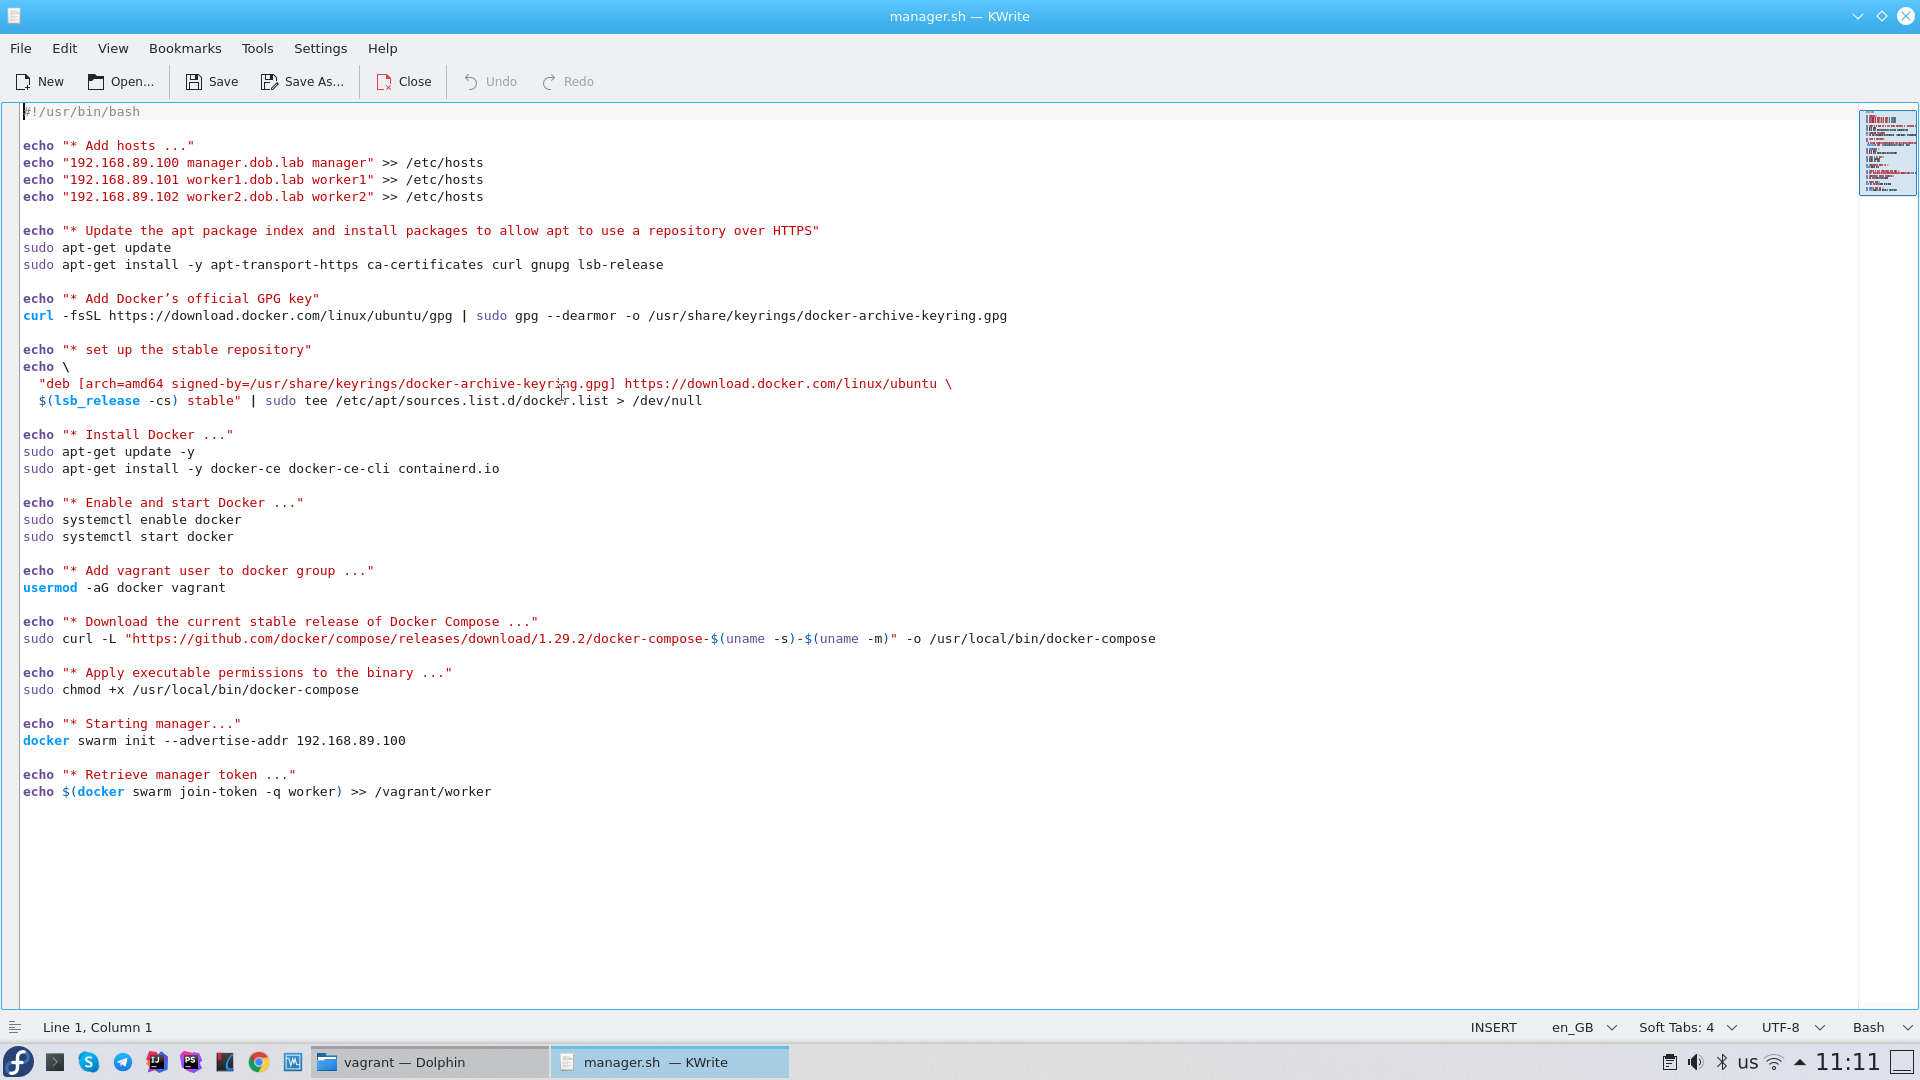 manager.sh — KWrite
File Edit View Bookmarks Tools Settings Help
New Open... Save Save As... Close Undo Redo
#!/usr/bin/bash
echo "* Add hosts ..."
echo "192.168.89.100 manager.dob.lab manager" >> /etc/hosts
echo "192.168.89.101 worker1.dob.lab worker1" >> /etc/hosts
echo "192.168.89.102 worker2.dob.lab worker2" >> /etc/hosts
echo "* Update the apt package index and install packages to allow apt to use a repository over HTTPS"
sudo apt-get update
sudo apt-get install -y apt-transport-https ca-certificates curl gnupg lsb-release
echo "* Add Docker’s official GPG key"
curl -fsSL https://download.docker.com/linux/ubuntu/gpg | sudo gpg --dearmor -o /usr/share/keyrings/docker-archive-keyring.gpg
echo "* set up the stable repository"
echo \
"deb [arch=amd64 signed-by=/usr/share/keyrings/docker-archive-keyring.gpg] https://download.docker.com/linux/ubuntu \
$(lsb_release -cs) stable" | sudo tee /etc/apt/sources.list.d/docker.list > /dev/null
echo "* Install Docker ..."
sudo apt-get update -y
sudo apt-get install -y docker-ce docker-ce-cli containerd.io
echo "* Enable and start Docker ..."
sudo systemctl enable docker
sudo systemctl start docker
echo "* Add vagrant user to docker group ..."
usermod -aG docker vagrant
echo "* Download the current stable release of Docker Compose ..."
sudo curl -L "https://github.com/docker/compose/releases/download/1.29.2/docker-compose-$(uname -s)-$(uname -m)" -o /usr/local/bin/docker-compose
echo "* Apply executable permissions to the binary ..."
sudo chmod +x /usr/local/bin/docker-compose
echo "* Starting manager..."
docker swarm init --advertise-addr 192.168.89.100
echo "* Retrieve manager token ..."
echo $(docker swarm join-token -q worker) >> /vagrant/worker
Line 1, Column 1 INSERT en_GB Soft Tabs: 4 UTF-8 Bash
vagrant — Dolphin manager.sh — KWrite us 11:11